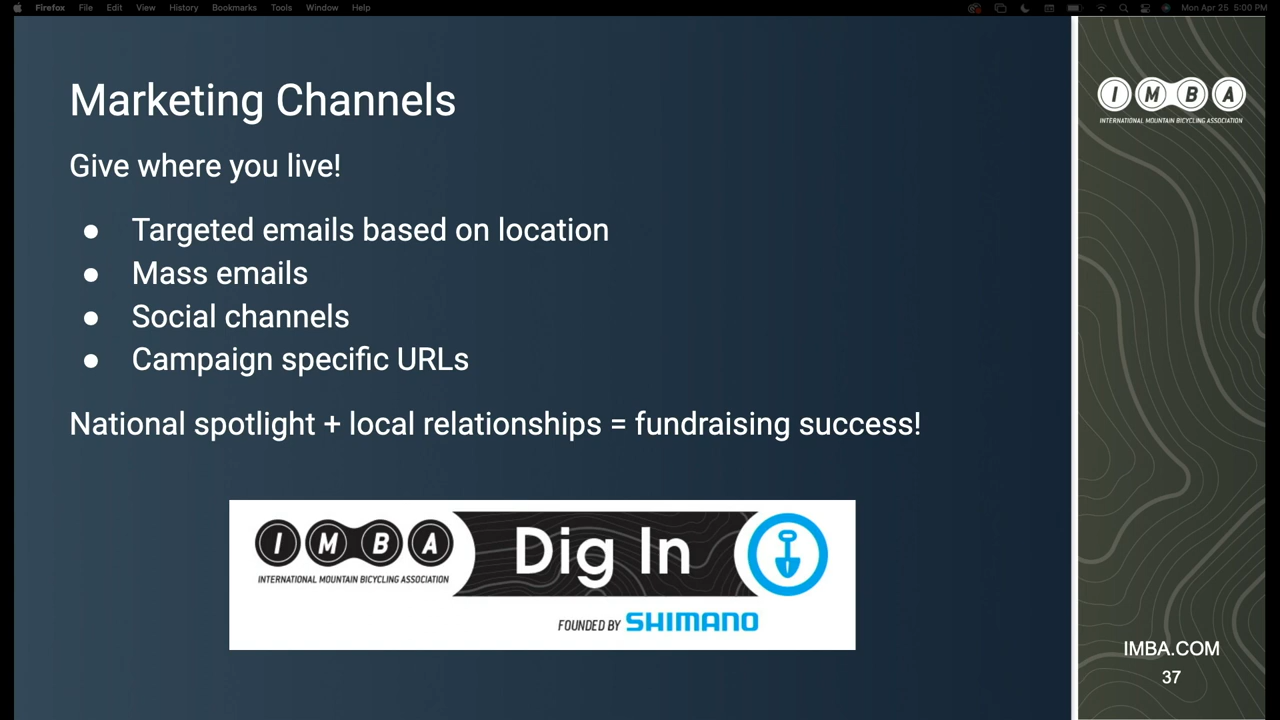 Firefox File Edit View History Bookmarks Tools Window Help Mon Apr 25 5:00 PM
Marketing Channels
Give where you live!
● Targeted emails based on location
● Mass emails
● Social channels
● Campaign specific URLs
National spotlight + local relationships = fundraising success!
IMBA Dig In
INTERNATIONAL MOUNTAIN BICYCLING ASSOCIATION
FOUNDED BY SHIMANO
IMBA
INTERNATIONAL MOUNTAIN BICYCLING ASSOCIATION
IMBA.COM
37